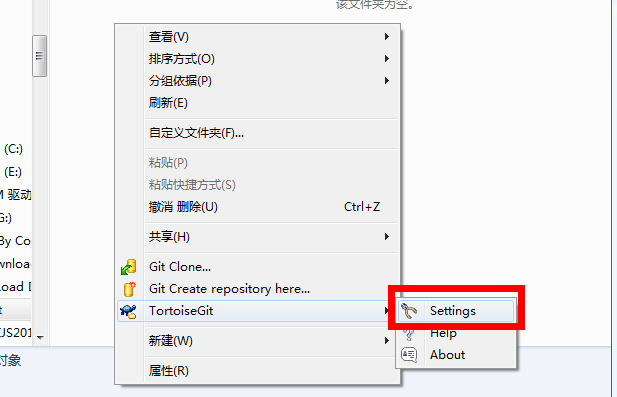 该文件夹为空。
查看(V)
排序方式(O)
分组依据(P)
刷新(E)
自定义文件夹(F)...
粘贴(P)
粘贴快捷方式(S)
撤消 删除(U) Ctrl+Z
共享(H)
Git Clone...
Git Create repository here...
TortoiseGit
新建(W)
属性(R)
Settings
Help
About
(C:)
(E:)
驱动
G:)
By Co
wnloa
Load D
JS201
对象